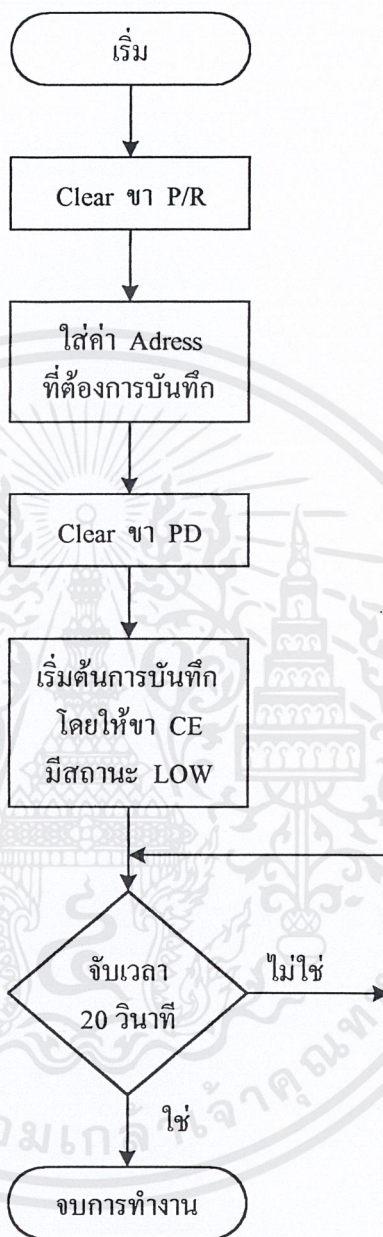 เริ่ม
Clear ขา P/R
ใส่ค่า Adress
ที่ต้องการบันทึก
Clear ขา PD
เริ่มต้นการบันทึก
โดยให้ขา CE
มีสถานะ LOW
จับเวลา
20 วินาที
ไม่ใช่
ใช่
จบการทำงาน